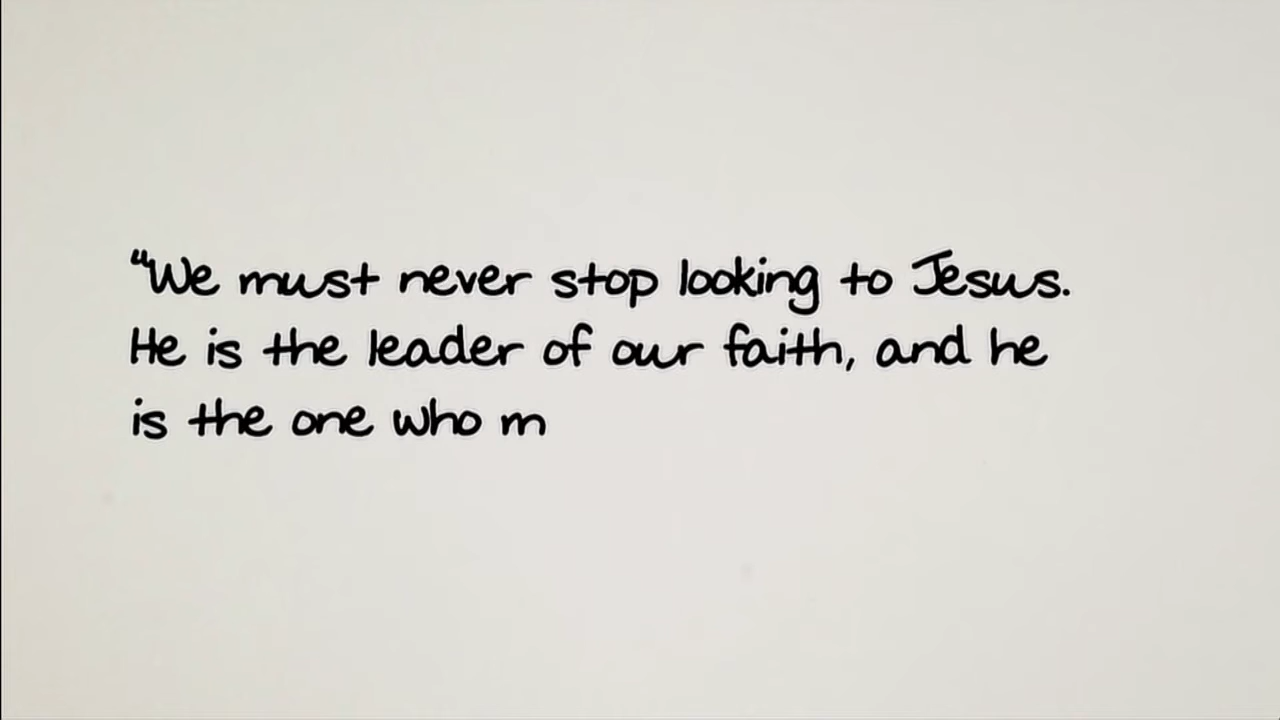 “We must never stop looking to Jesus.
He is the leader of our faith, and he
is the one who m